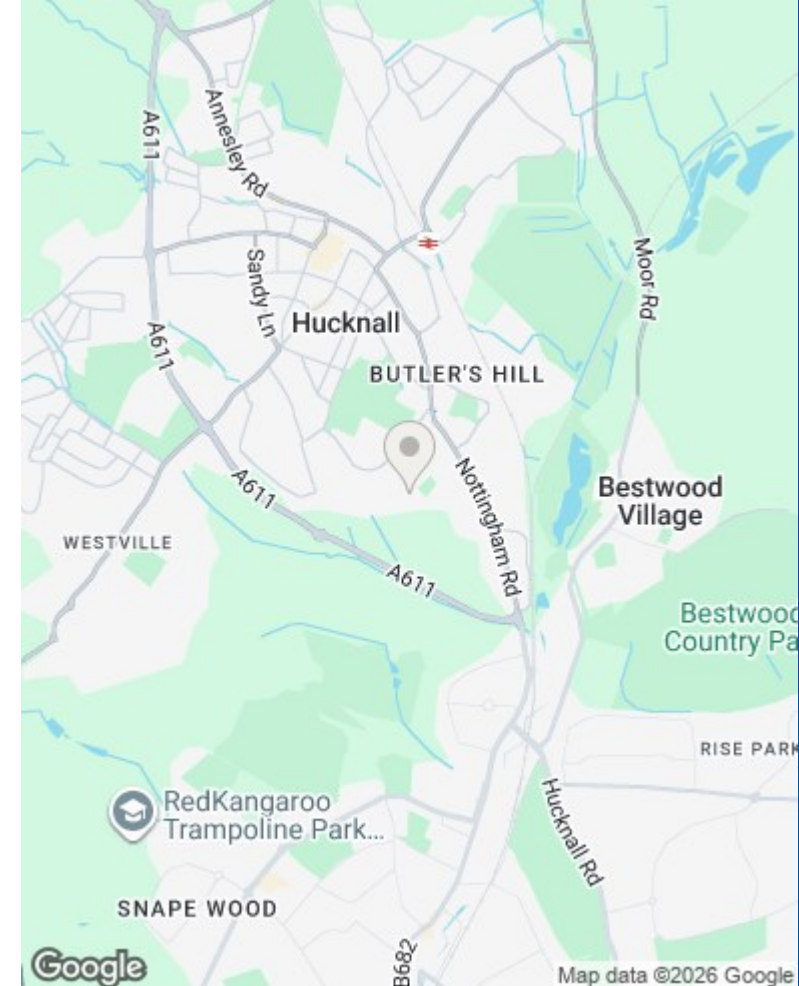 A611
Annesley Rd
Sandy Ln
Moor Rd
Hucknall
A611
BUTLER'S HILL
A611
Nottingham Rd
Bestwood
Village
WESTVILLE
A611
Bestwood
Country Pa
RISE PARK
RedKangaroo
Trampoline Park...
Hucknall Rd
SNAPE WOOD
B682
Google
Map data ©2026 Google